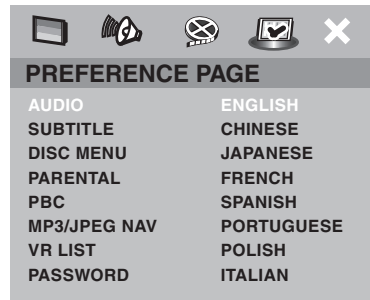 PREFERENCE PAGE
AUDIO ENGLISH
SUBTITLE CHINESE
DISC MENU JAPANESE
PARENTAL FRENCH
PBC SPANISH
MP3/JPEG NAV PORTUGUESE
VR LIST POLISH
PASSWORD ITALIAN